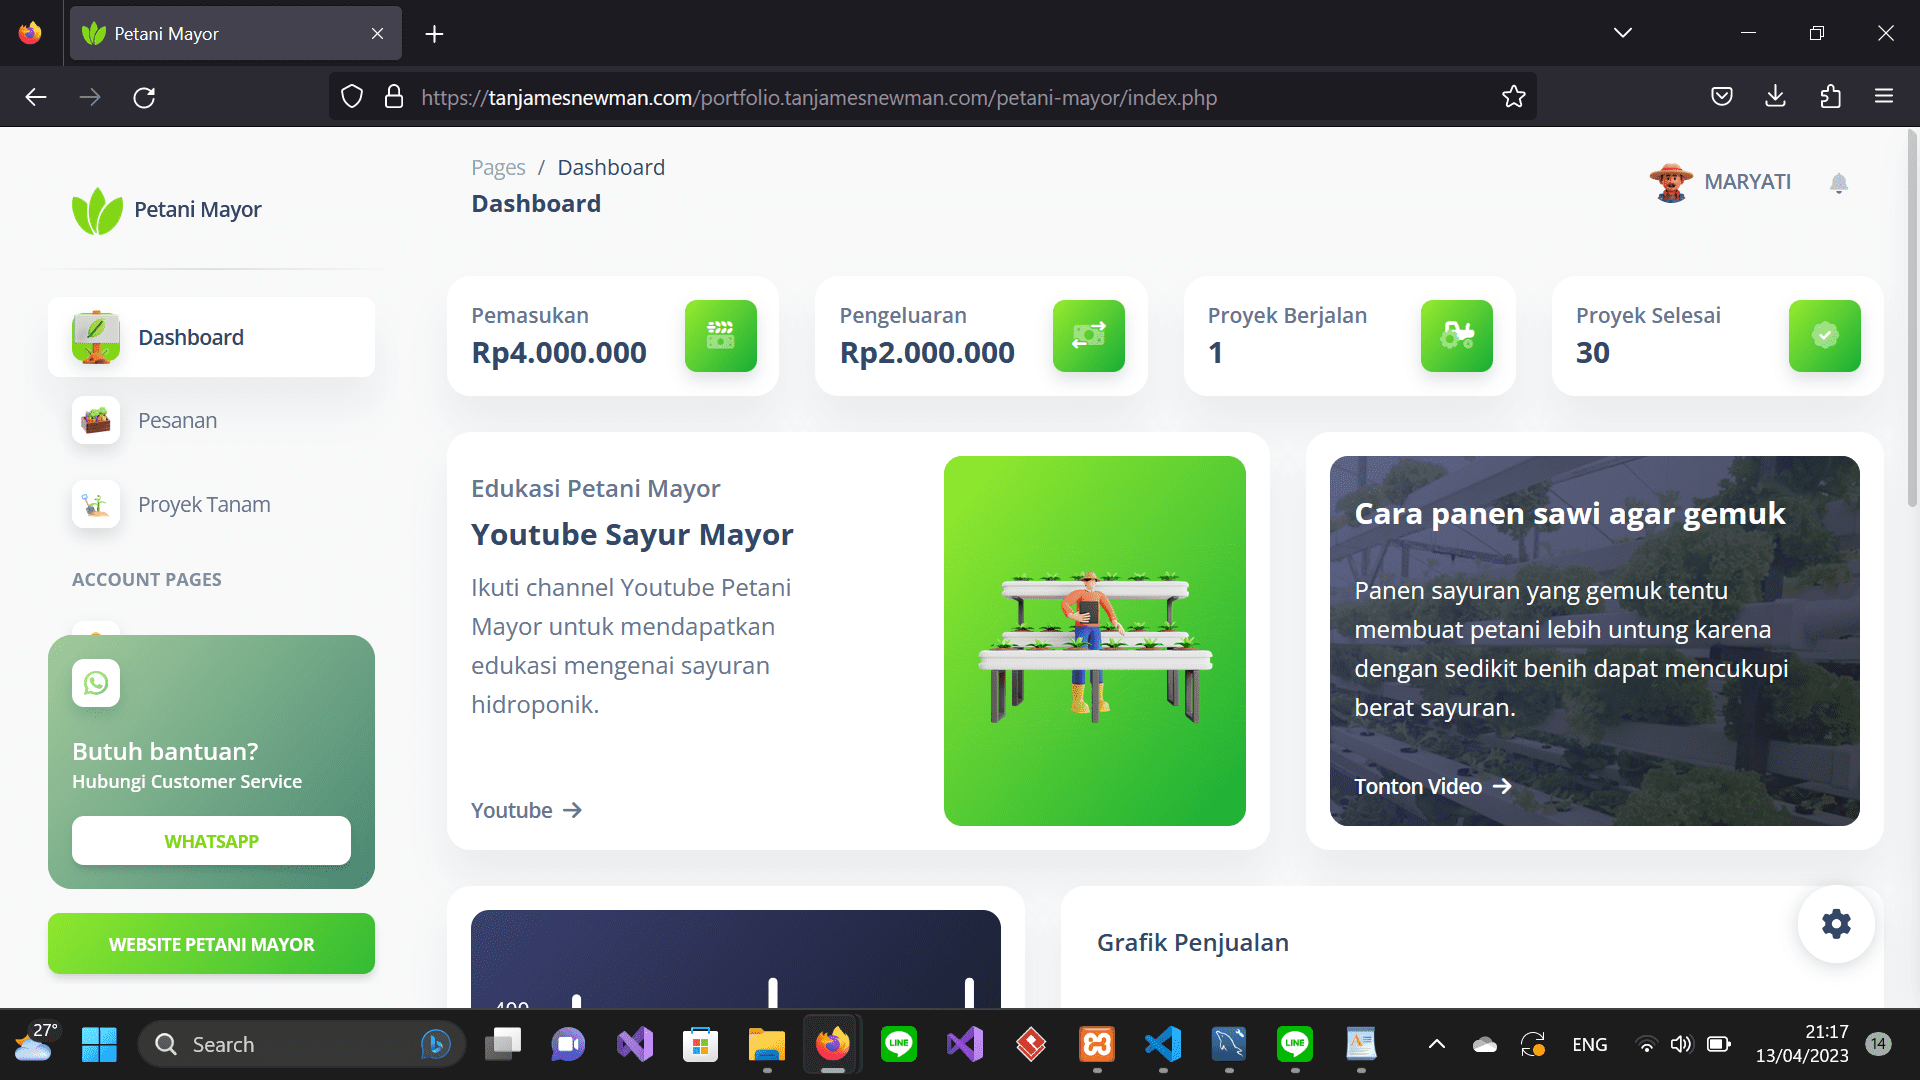 Petani Mayor
https://tanjamesnewman.com/portfolio.tanjamesnewman.com/petani-mayor/index.php
Petani Mayor
Pages / Dashboard
Dashboard
MARYATI
Dashboard
Pesanan
Proyek Tanam
ACCOUNT PAGES
Butuh bantuan?
Hubungi Customer Service
WHATSAPP
WEBSITE PETANI MAYOR
Pemasukan
Rp4.000.000
Pengeluaran
Rp2.000.000
Proyek Berjalan
1
Proyek Selesai
30
Edukasi Petani Mayor
Youtube Sayur Mayor
Ikuti channel Youtube Petani
Mayor untuk mendapatkan
edukasi mengenai sayuran
hidroponik.
Youtube
Cara panen sawi agar gemuk
Panen sayuran yang gemuk tentu
membuat petani lebih untung karena
dengan sedikit benih dapat mencukupi
berat sayuran.
Tonton Video
400
Grafik Penjualan
27°
Search
LINE
LINE
ENG
21:17
13/04/2023
14